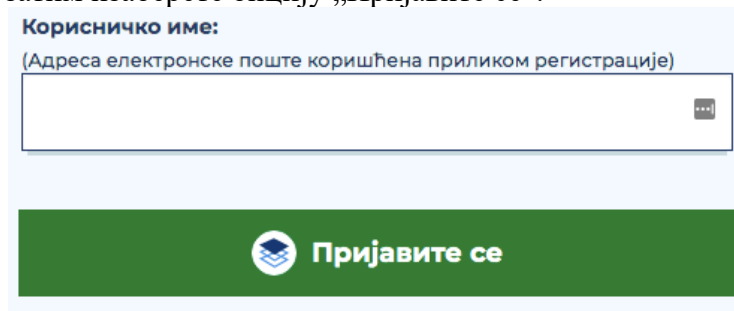 Корисничко име:
(Адреса електронске поште коришћена приликом регистрације)
Пријавите се